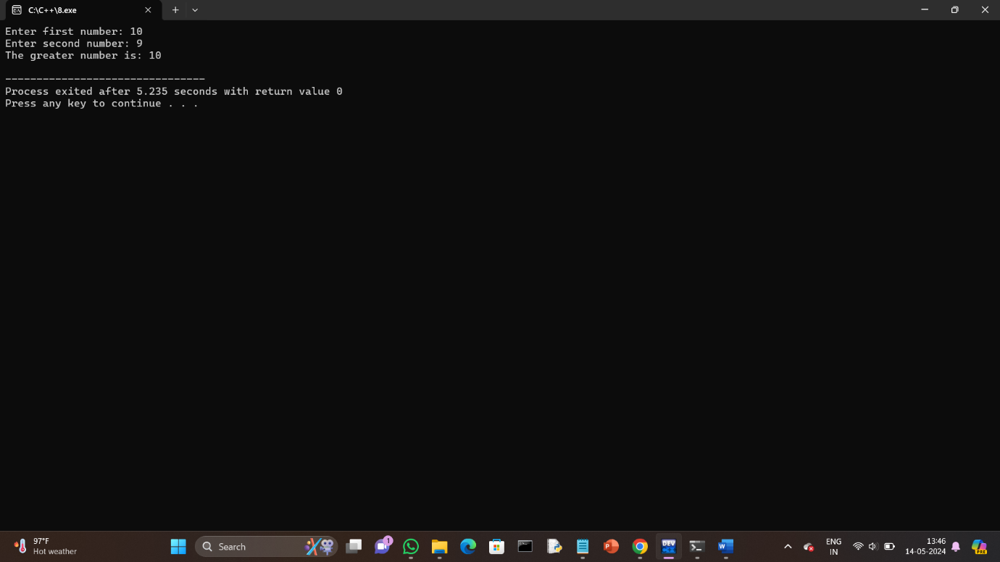 C:\C++\8.exe
Enter first number: 10
Enter second number: 9
The greater number is: 10
--------------------------------
Process exited after 5.235 seconds with return value 0
Press any key to continue . . .
97°F
Hot weather
Search
1
DEV
ENG
IN
13:46
14-05-2024
PRE